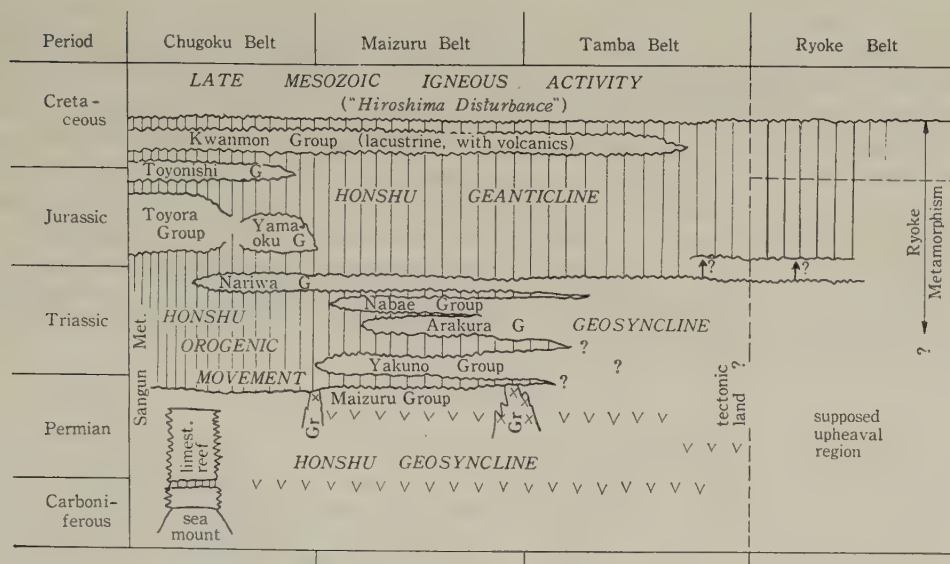 Period Chugoku Belt Maizuru Belt Tamba Belt Ryoke Belt
LATE MESOZOIC IGNEOUS ACTIVITY
("Hiroshima Disturbance")
Creta-
ceous
Kwanmon Group (lacustrine, with volcanics)
Toyonishi G
HONSHU GEANTICLINE
Jurassic
Toyora
Group
Yama-
oku G
Ryoke
Metamorphism
? ?
Nariwa G
Nabae Group
Triassic
HONSHU
OROGENIC
MOVEMENT
Arakura G
GEOSYNCLINE
?
?
?
?
Yakuno Group
?
Sangun Met.
Maizuru Group
Permian
Gr
Gr
tectonic
land
supposed
upheaval
region
limest.
reef
HONSHU GEOSYNCLINE
Carboni-
ferous
sea
mount